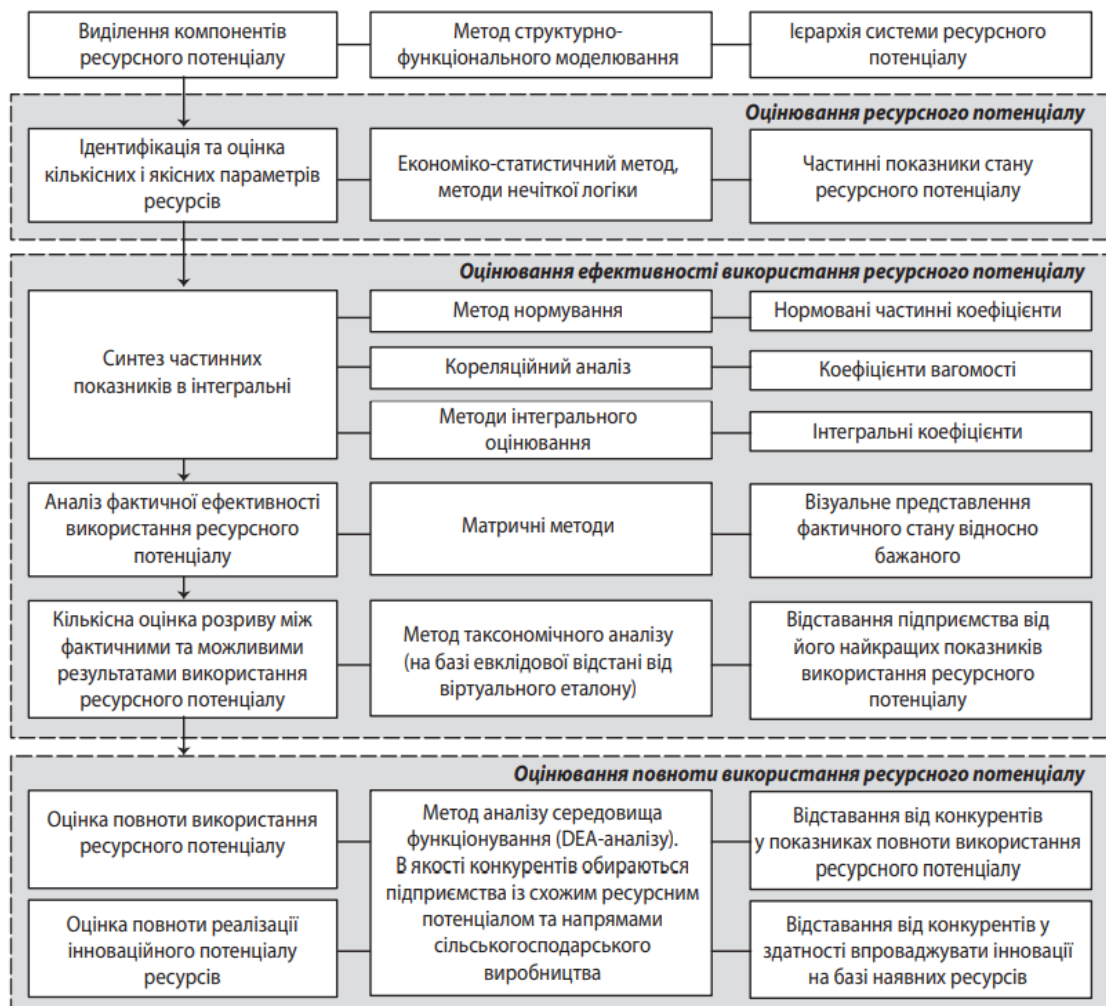 Виділення компонентів
ресурсного потенціалу
Метод структурно-
функціонального моделювання
Ієрархія системи ресурсного
потенціалу
Оцінювання ресурсного потенціалу
Ідентифікація та оцінка
кількісних і якісних параметрів
ресурсів
Економіко-статистичний метод,
методи нечіткої логіки
Частинні показники стану
ресурсного потенціалу
Оцінювання ефективності використання ресурсного потенціалу
Синтез частинних
показників в інтегральні
Метод нормування
Нормовані частинні коефіцієнти
Кореляційний аналіз
Коефіцієнти вагомості
Методи інтегрального
оцінювання
Інтегральні коефіцієнти
Аналіз фактичної ефективності
використання ресурсного
потенціалу
Матричні методи
Візуальне представлення
фактичного стану відносно
бажаного
Кількісна оцінка розриву між
фактичними та можливими
результатами використання
ресурсного потенціалу
Метод таксономічного аналізу
(на базі евклідової відстані від
віртуального еталону)
Відставання підприємства від
його найкращих показників
використання ресурсного
потенціалу
Оцінювання повноти використання ресурсного потенціалу
Оцінка повноти використання
ресурсного потенціалу
Метод аналізу середовища
функціонування (DEA-аналізу).
В якості конкурентів обираються
підприємства із схожим ресурсним
потенціалом та напрямами
сільськогосподарського
виробництва
Відставання від конкурентів
у показниках повноти використання
ресурсного потенціалу
Оцінка повноти реалізації
інноваційного потенціалу
ресурсів
Відставання від конкурентів у
здатності впроваджувати інновації
на базі наявних ресурсів